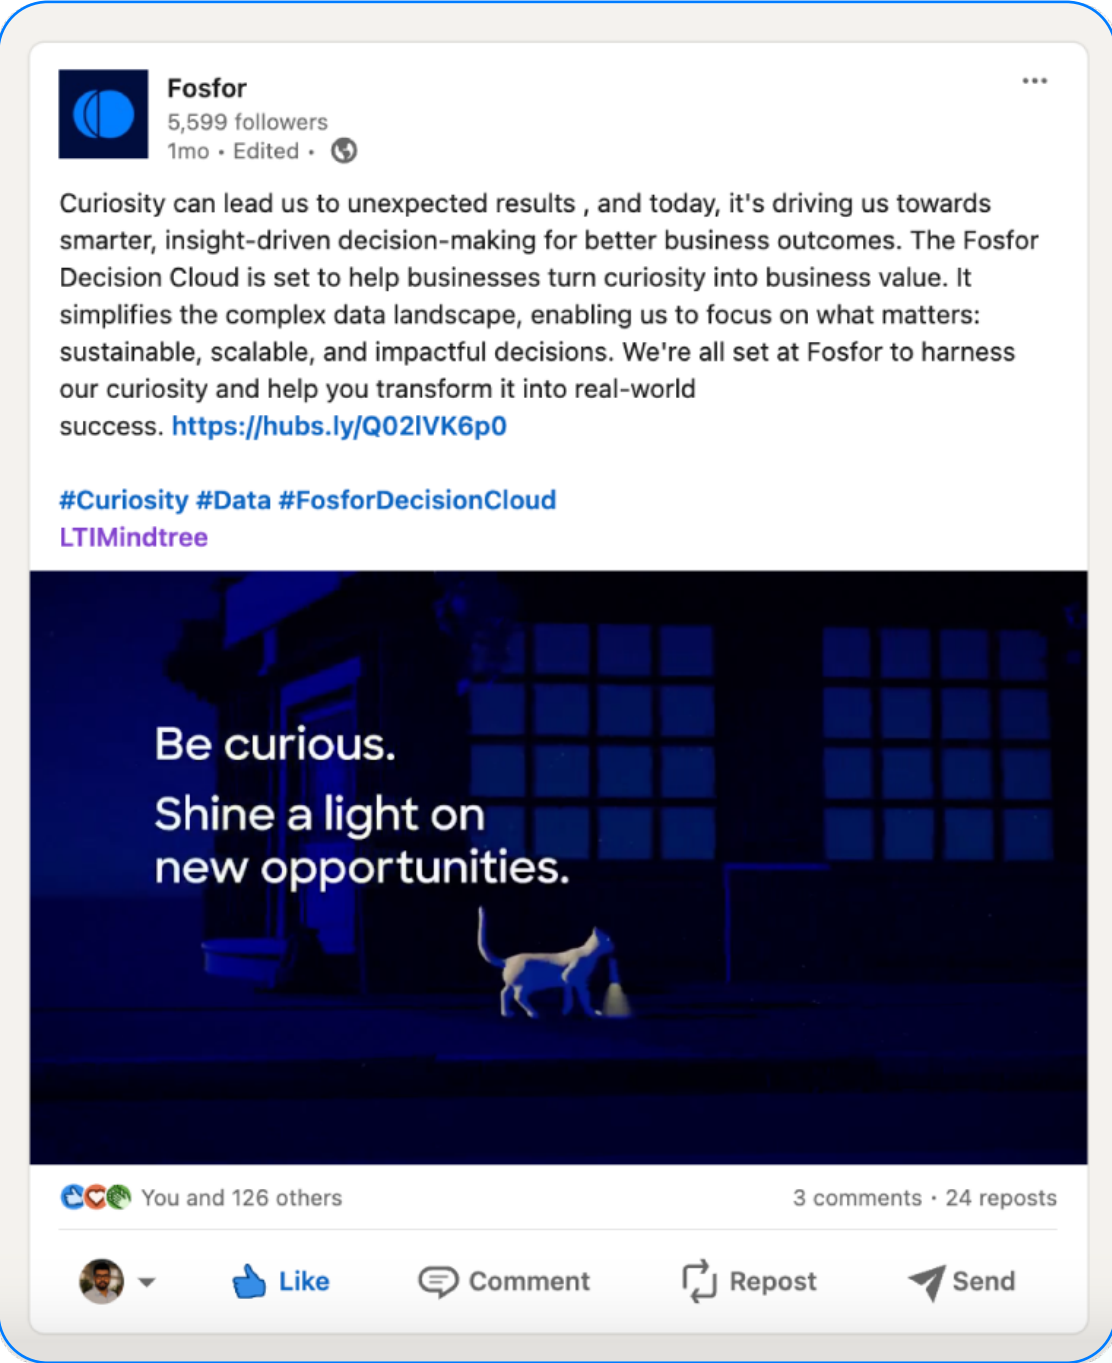 Fosfor
5,599 followers
1mo • Edited •
Curiosity can lead us to unexpected results , and today, it's driving us towards
smarter, insight-driven decision-making for better business outcomes. The Fosfor
Decision Cloud is set to help businesses turn curiosity into business value. It
simplifies the complex data landscape, enabling us to focus on what matters:
sustainable, scalable, and impactful decisions. We're all set at Fosfor to harness
our curiosity and help you transform it into real-world
success. https://hubs.ly/Q02lVK6p0
#Curiosity #Data #FosforDecisionCloud
LTIMindtree
Be curious.
Shine a light on
new opportunities.
You and 126 others
3 comments • 24 reposts
Like
Comment
Repost
Send